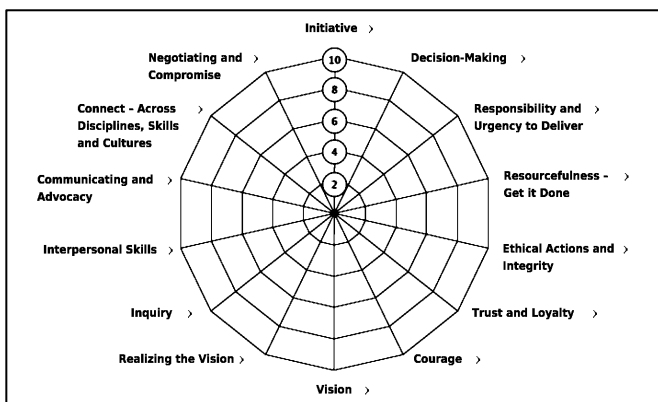 Initiative ›
Negotiating and ›
Compromise
Decision-Making ›
Connect – Across ›
Disciplines, Skills
and Cultures
Responsibility and ›
Urgency to Deliver
Communicating and ›
Advocacy
Resourcefulness – ›
Get it Done
Interpersonal Skills ›
Ethical Actions and ›
Integrity
Inquiry ›
Trust and Loyalty ›
Realizing the Vision ›
Courage ›
Vision ›
10
8
6
4
2